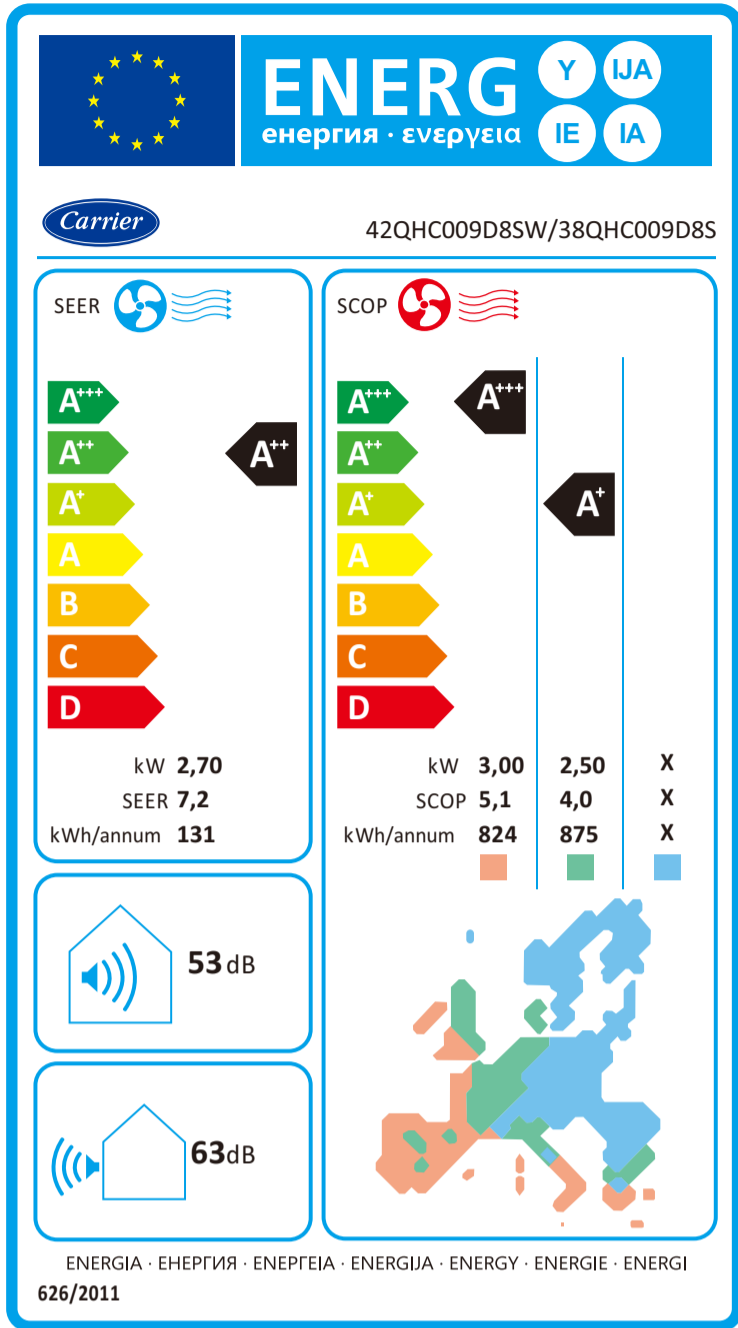 ENERG
енергия · ενεργεια
Y
IJA
IE
IA
Carrier
42QHC009D8SW/38QHC009D8S
SEER
A+++
A++
A+
A
B
C
D
A++
kW 2,70
SEER 7,2
kWh/annum 131
SCOP
A+++
A++
A+
A
B
C
D
A+++
A+
kW 3,00 2,50 X
SCOP 5,1 4,0 X
kWh/annum 824 875 X
53 dB
63dB
ENERGIA · ЕНЕРГИЯ · ΕΝΕΡΓΕΙΑ · ENERGIJA · ENERGY · ENERGIE · ENERGI
626/2011